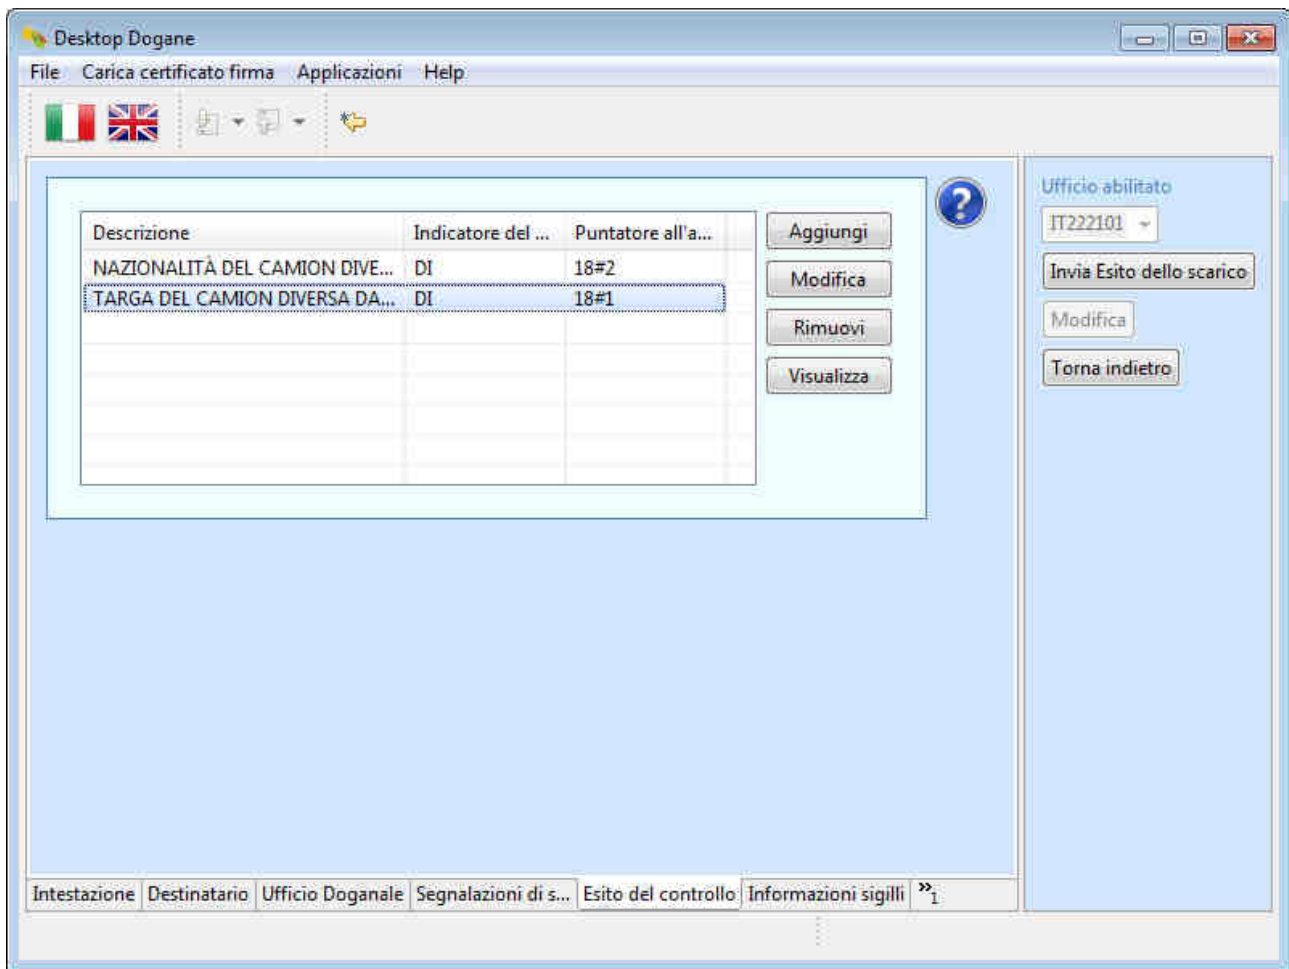 Desktop Dogane
File Carica certificato firma Applicazioni Help
Ufficio abilitato
IT222101
Invia Esito dello scarico
Modifica
Torna indietro
Descrizione Indicatore del ... Puntatore all'a...
NAZIONALITÀ DEL CAMION DIVE... DI 18#2
TARGA DEL CAMION DIVERSA DA... DI 18#1
Aggiungi
Modifica
Rimuovi
Visualizza
?
Intestazione Destinatario Ufficio Doganale Segnalazioni di s... Esito del controllo Informazioni sigilli »1